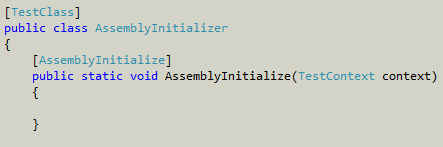 [TestClass]
public class AssemblyInitializer
{
    [AssemblyInitialize]
    public static void AssemblyInitialize(TestContext context)
    {
    }